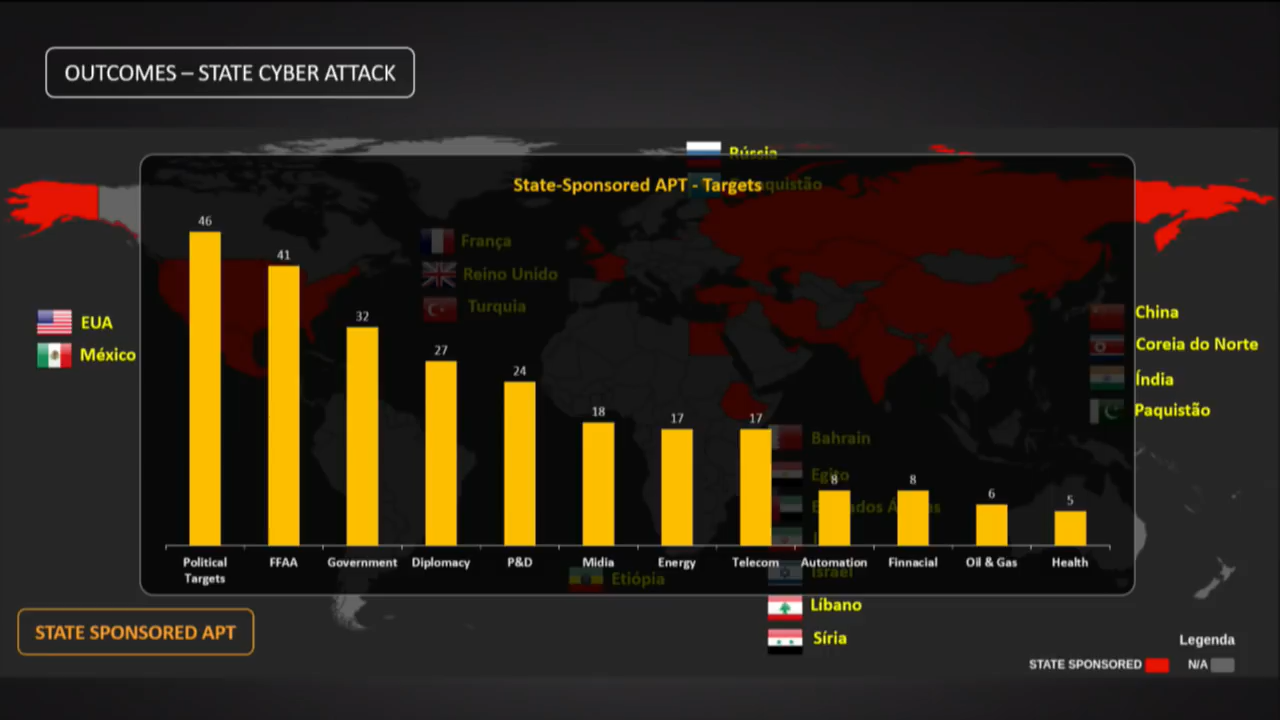 OUTCOMES – STATE CYBER ATTACK
Rússia
State-Sponsored APT - Targets
46
41
32
27
24
18
17
17
8
8
6
5
França
Reino Unido
Turquia
EUA
México
China
Coreia do Norte
Índia
Paquistão
Bahrain
Egito
Israel
Political Targets
FFAA
Government
Diplomacy
P&D
Midia
Energy
Telecom
Automation
Finnacial
Oil & Gas
Health
Etiópia
Líbano
Síria
STATE SPONSORED APT
Legenda
STATE SPONSORED
N/A